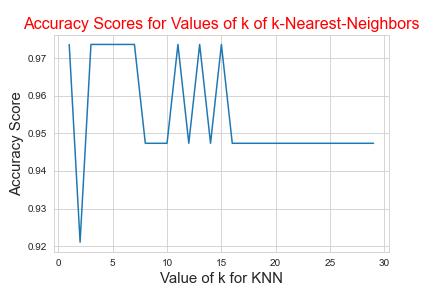 Accuracy Scores for Values of k of k-Nearest-Neighbors
0.97
0.96
0.95
0.94
0.93
0.92
Accuracy Score
0 5 10 15 20 25 30
Value of k for KNN